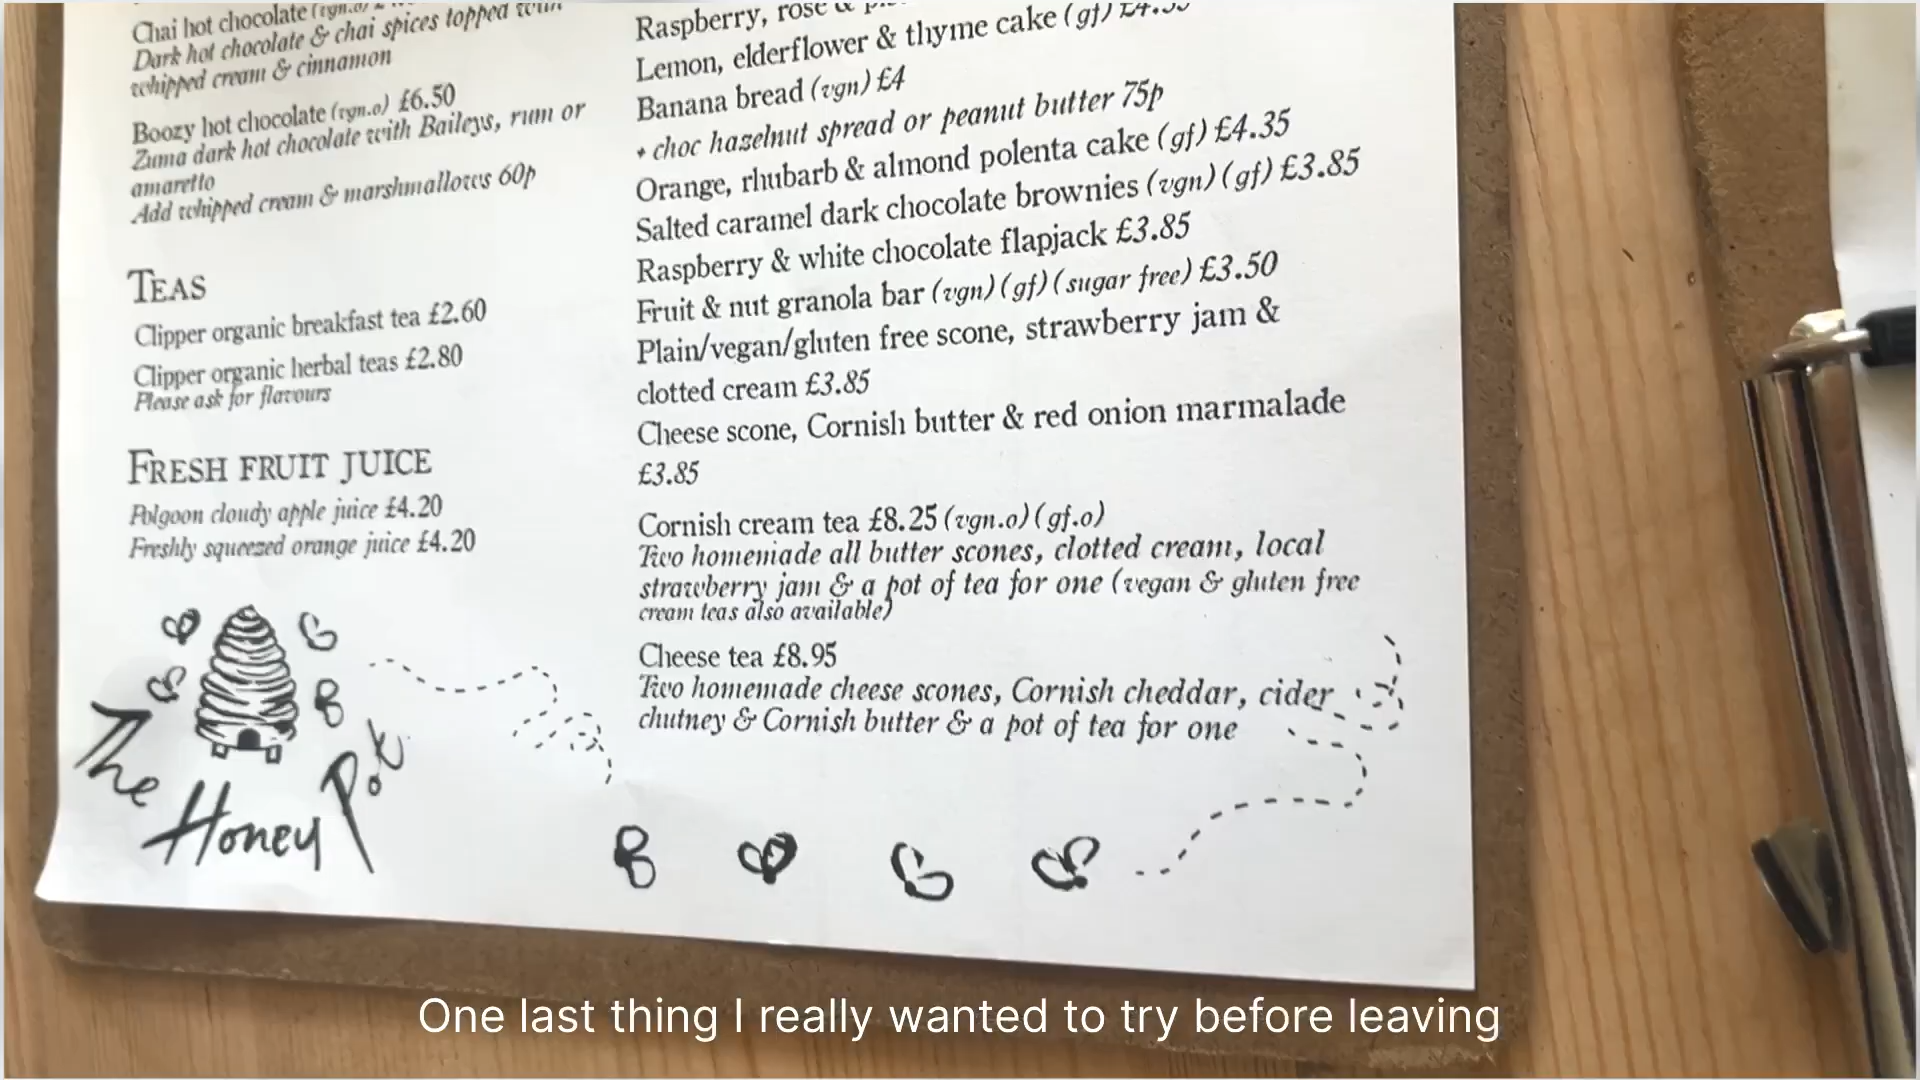 Chai hot chocolate
Dark hot chocolate & chai spices topped with
whipped cream & cinnamon
Boozy hot chocolate (vgn.o) £6.50
Zuma dark hot chocolate with Baileys, rum or
amaretto
Add whipped cream & marshmallows 60p
TEAS
Clipper organic breakfast tea £2.60
Clipper organic herbal teas £2.80
Please ask for flavours
FRESH FRUIT JUICE
Polgoon cloudy apple juice £4.20
Freshly squeezed orange juice £4.20
The Honey Pot
Raspberry, rose &
Lemon, elderflower & thyme cake (gf)
Banana bread (vgn) £4
+ choc hazelnut spread or peanut butter 75p
Orange, rhubarb & almond polenta cake (gf) £4.35
Salted caramel dark chocolate brownies (vgn) (gf) £3.85
Raspberry & white chocolate flapjack £3.85
Fruit & nut granola bar (vgn) (gf) (sugar free) £3.50
Plain/vegan/gluten free scone, strawberry jam &
clotted cream £3.85
Cheese scone, Cornish butter & red onion marmalade
£3.85
Cornish cream tea £8.25 (vgn.o) (gf.o)
Two homemade all butter scones, clotted cream, local
strawberry jam & a pot of tea for one (vegan & gluten free
cream teas also available)
Cheese tea £8.95
Two homemade cheese scones, Cornish cheddar, cider
chutney & Cornish butter & a pot of tea for one
One last thing I really wanted to try before leaving